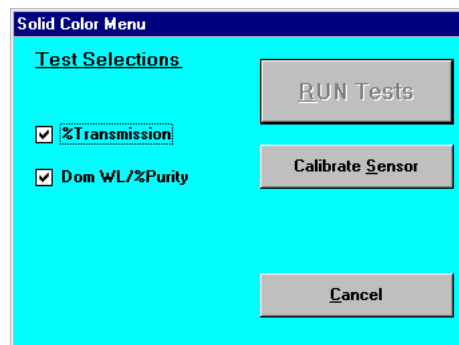 Solid Color Menu
Test Selections
RUN Tests
%Transmission
Calibrate Sensor
Dom WL/%Purity
Cancel